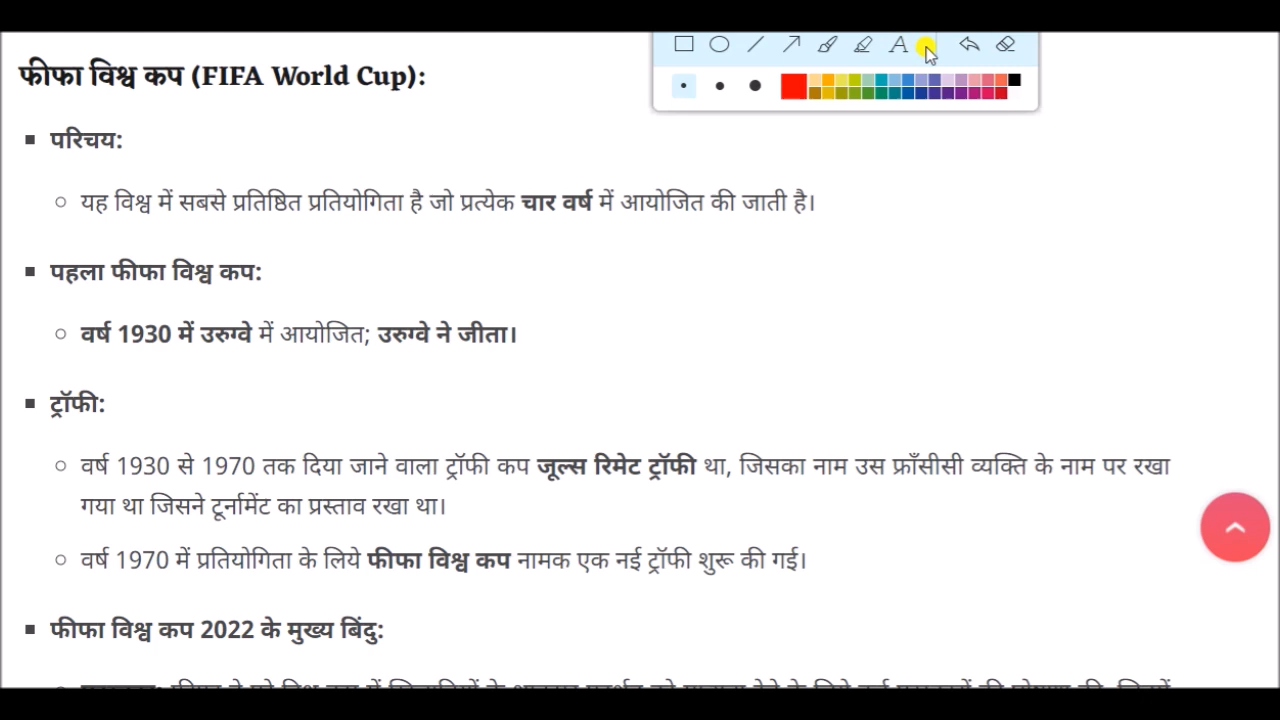 फीफा विश्व कप (FIFA World Cup):
परिचय:
यह विश्व में सबसे प्रतिष्ठित प्रतियोगिता है जो प्रत्येक चार वर्ष में आयोजित की जाती है।
पहला फीफा विश्व कप:
वर्ष 1930 में उरुग्वे में आयोजित; उरुग्वे ने जीता।
ट्रॉफी:
वर्ष 1930 से 1970 तक दिया जाने वाला ट्रॉफी कप जूल्स रिमेट ट्रॉफी था, जिसका नाम उस फ्राँसीसी व्यक्ति के नाम पर रखा
गया था जिसने टूर्नामेंट का प्रस्ताव रखा था।
वर्ष 1970 में प्रतियोगिता के लिये फीफा विश्व कप नामक एक नई ट्रॉफी शुरू की गई।
फीफा विश्व कप 2022 के मुख्य बिंदु: